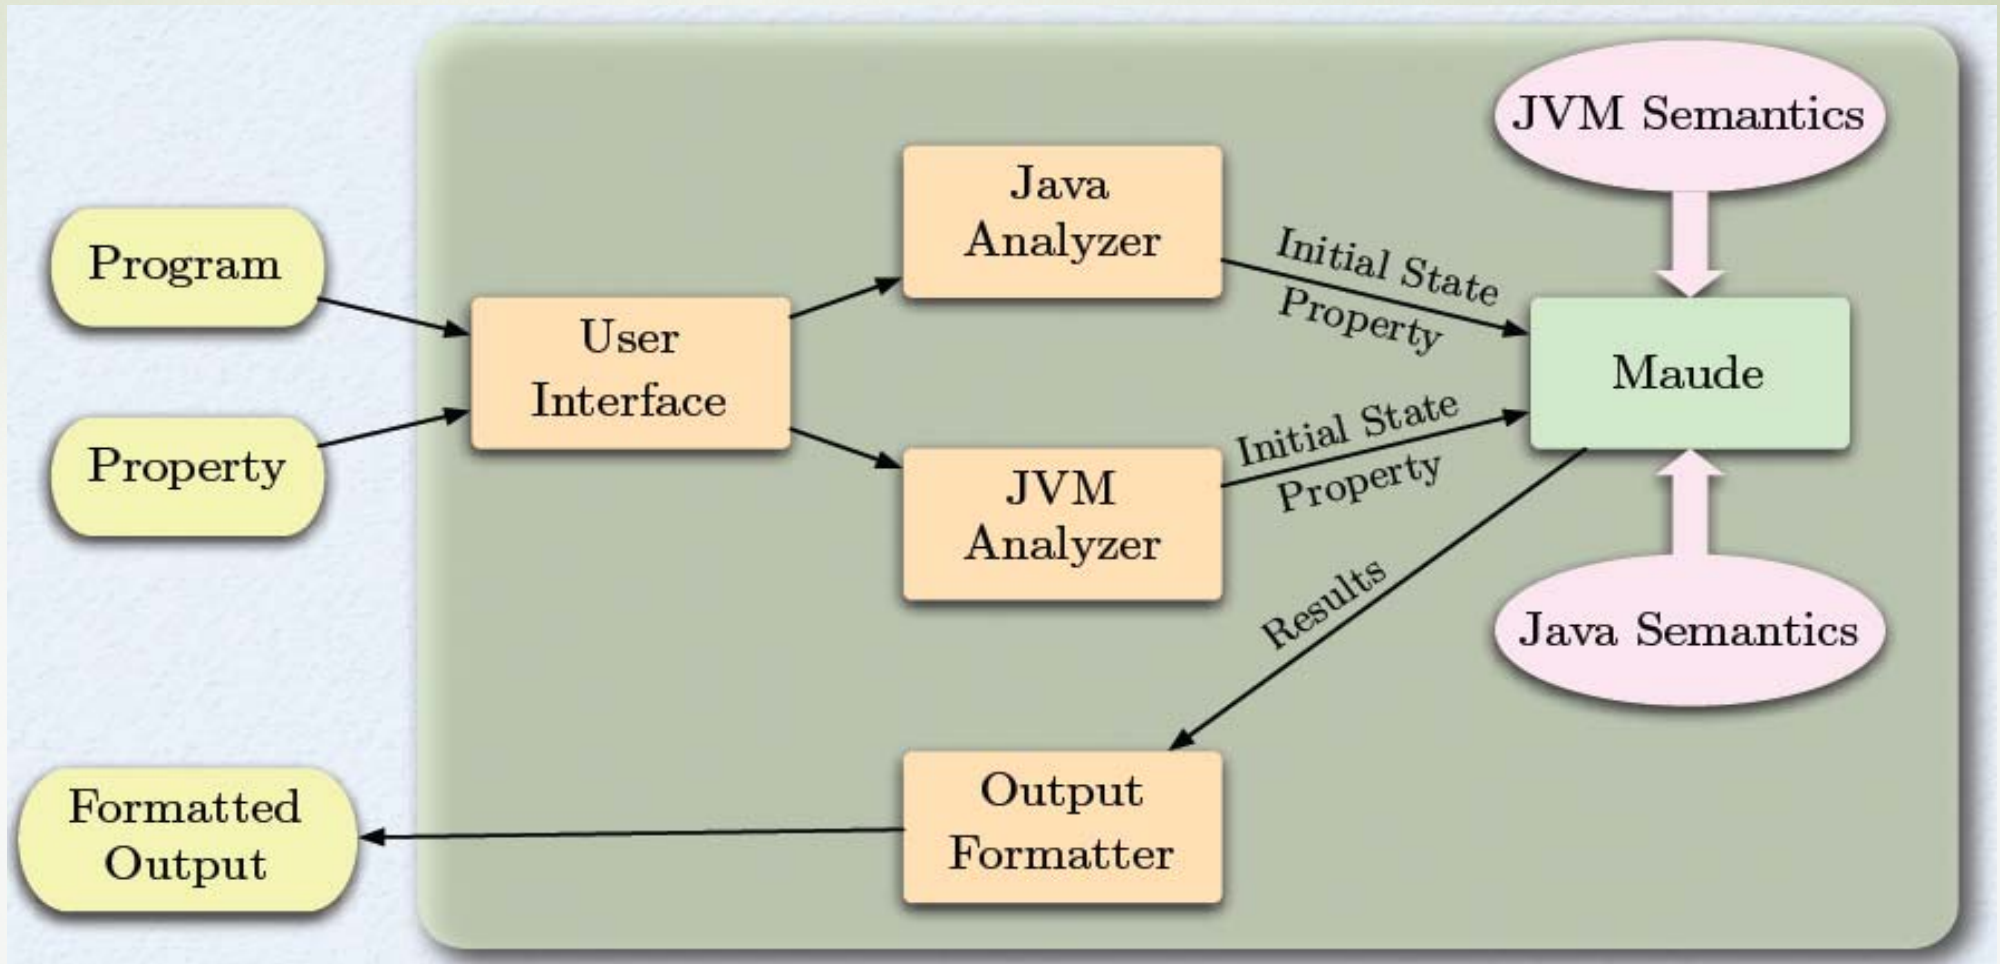 JVM Semantics
Java
Analyzer
Program
Initial State
Property
User
Interface
Maude
Property
Initial State
Property
JVM
Analyzer
Results
Java Semantics
Output
Formatter
Formatted
Output